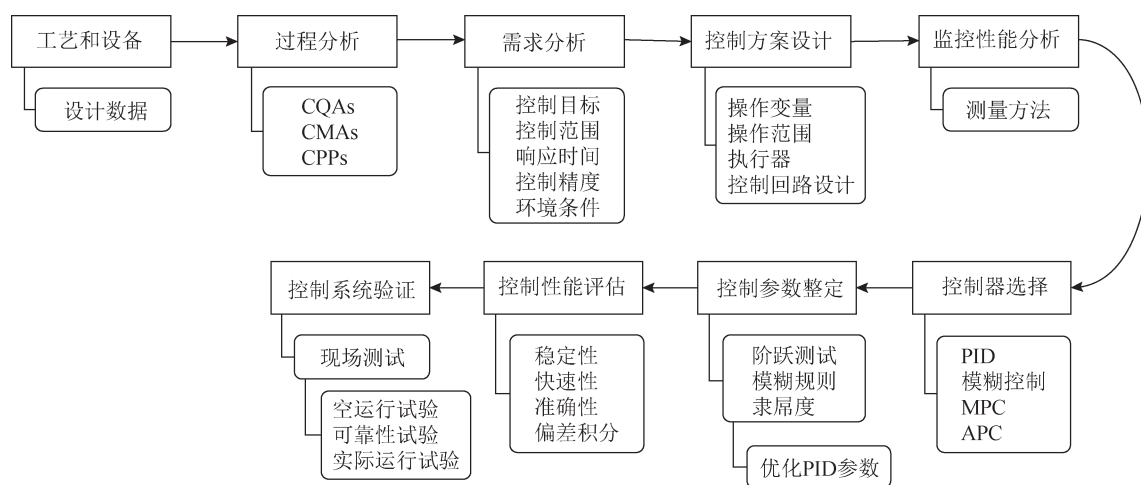 工艺和设备
设计数据
过程分析
CQAs
CMAs
CPPs
需求分析
控制目标
控制范围
响应时间
控制精度
环境条件
控制方案设计
操作变量
操作范围
执行器
控制回路设计
监控性能分析
测量方法
控制器选择
PID
模糊控制
MPC
APC
控制参数整定
阶跃测试
模糊规则
隶属度
优化PID参数
控制性能评估
稳定性
快速性
准确性
偏差积分
控制系统验证
现场测试
空运行试验
可靠性试验
实际运行试验